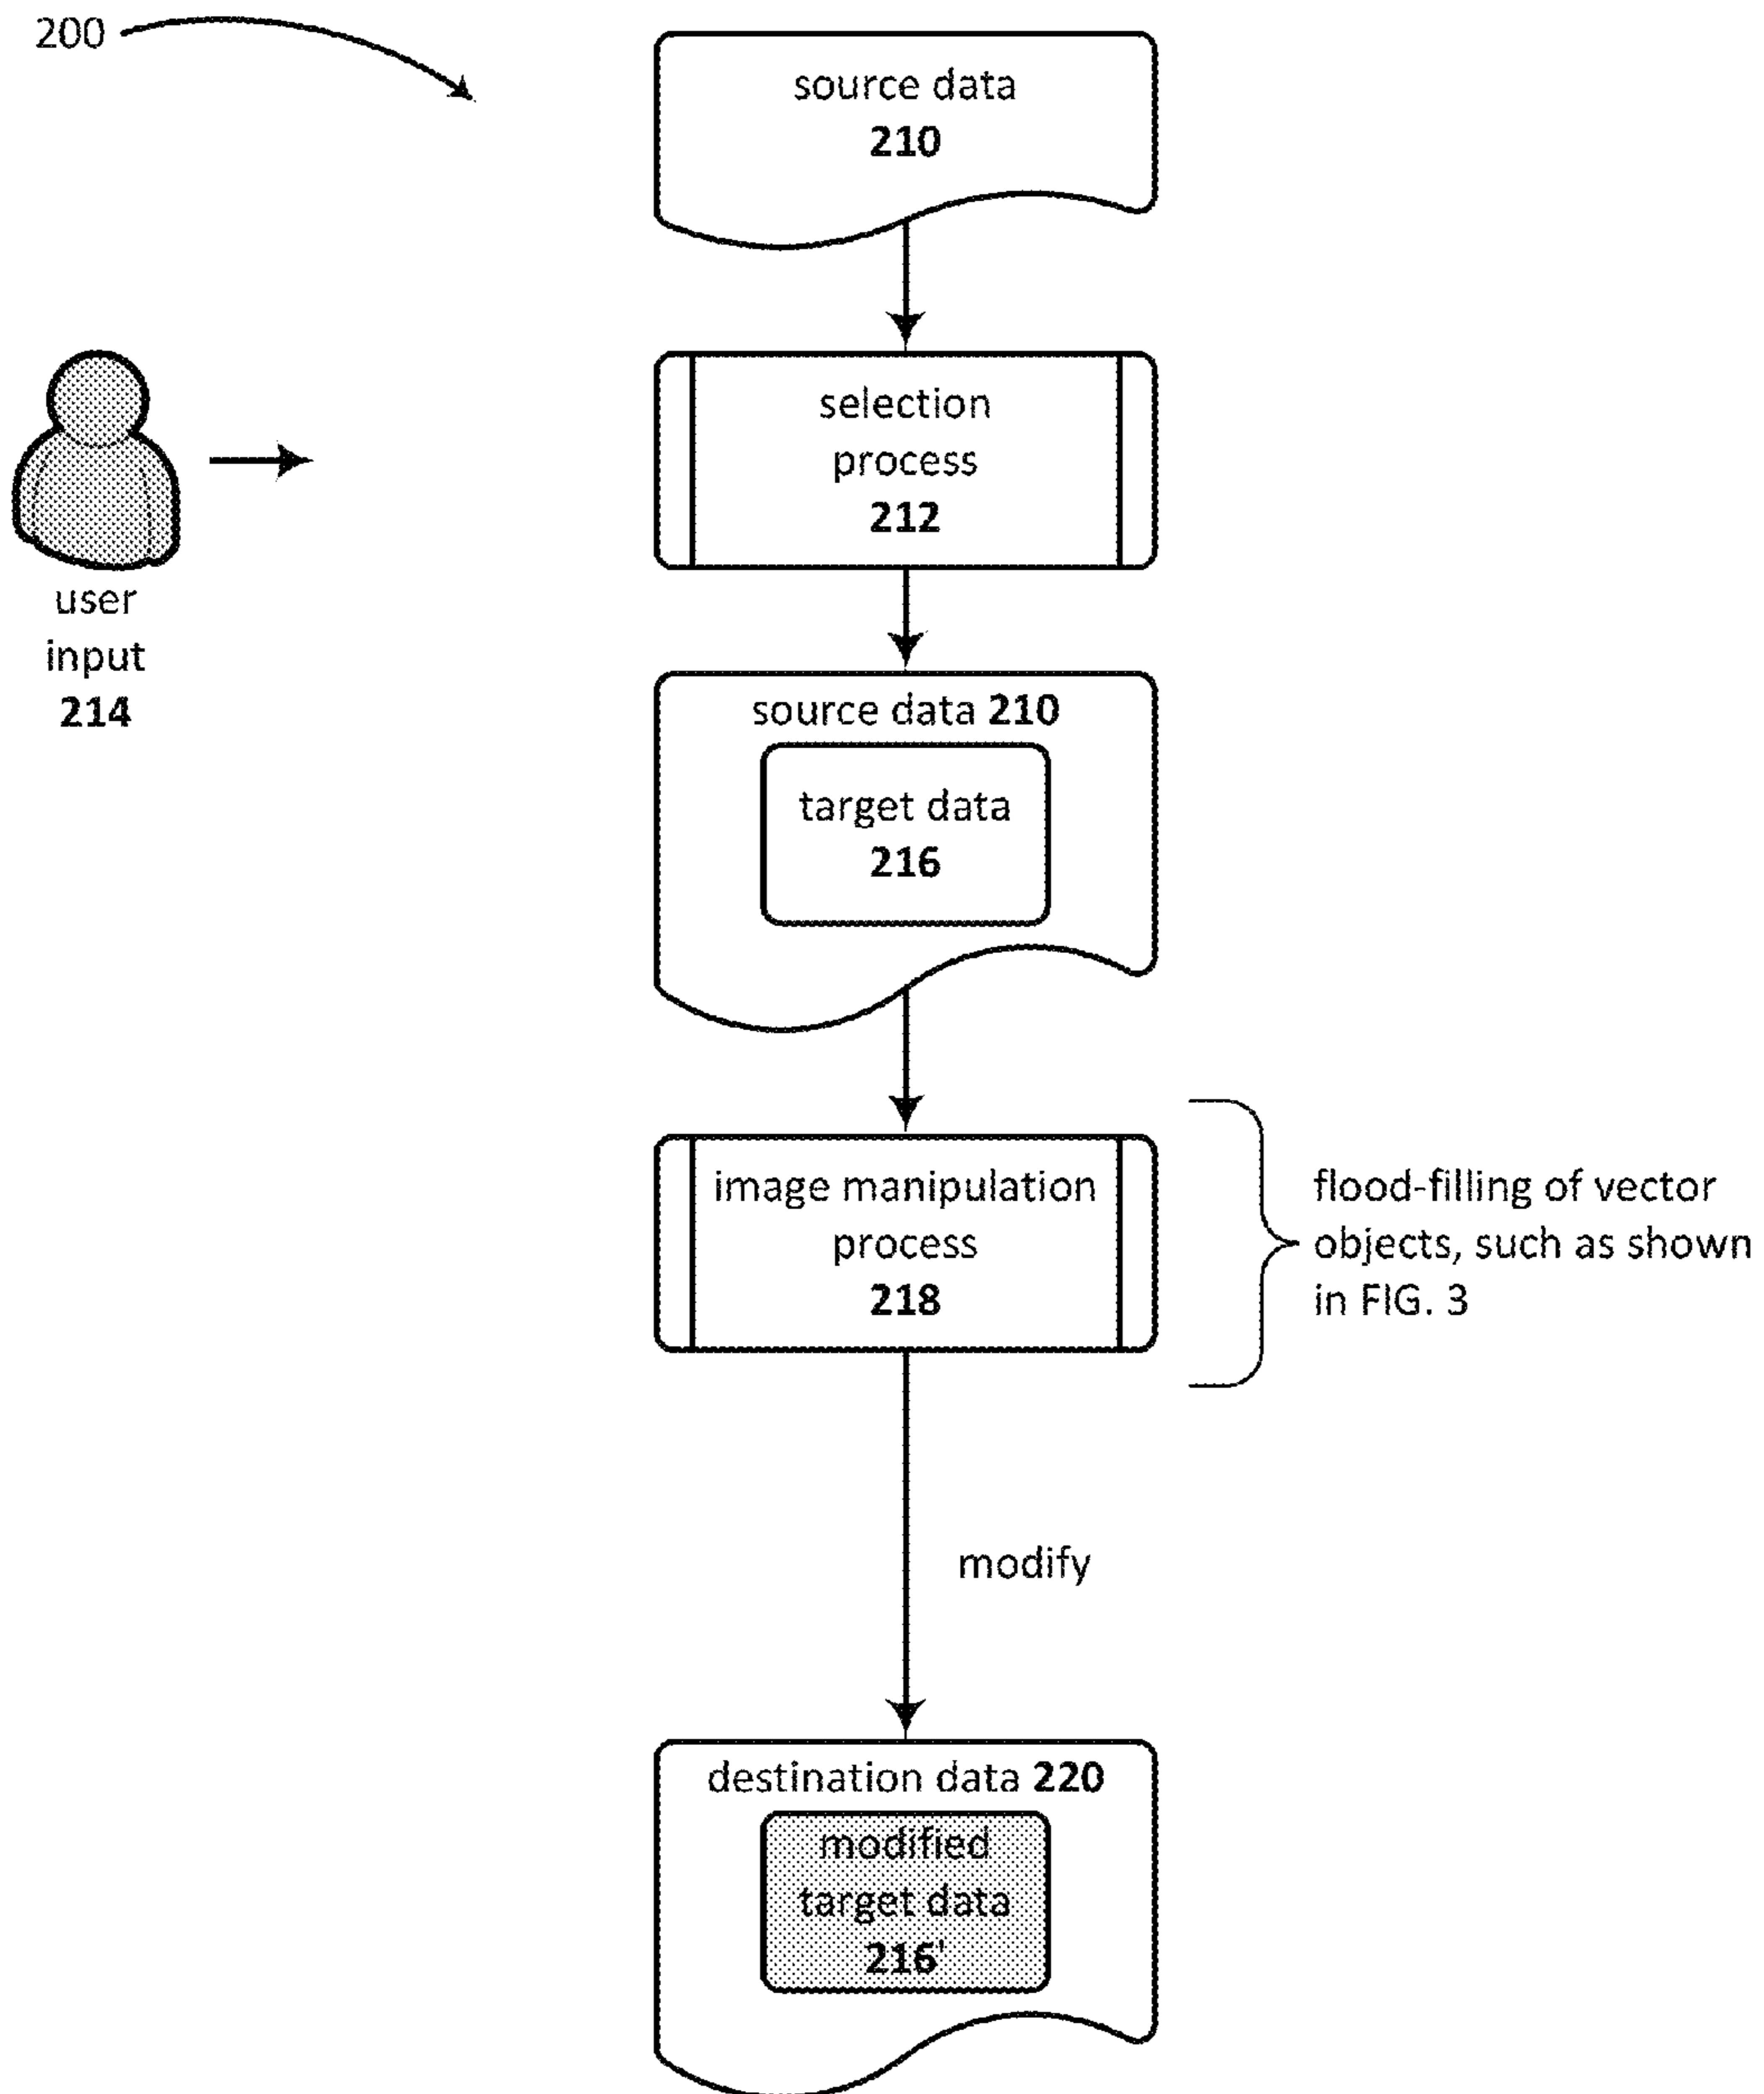 200
source data
210
selection
process
212
user
input
214
source data 210
target data
216
image manipulation
process
218
flood-filling of vector
objects, such as shown
in FIG. 3
modify
destination data 220
modified
target data
216'